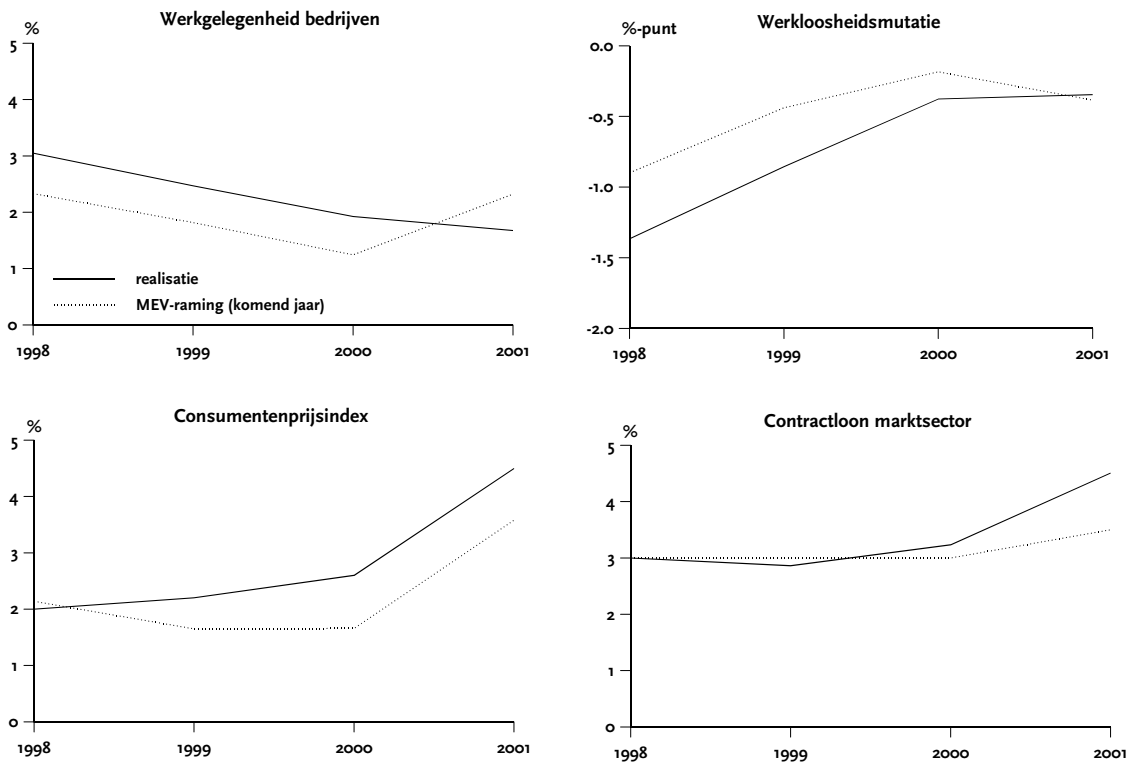 Werkgelegenheid bedrijven
%
5
4
3
2
1
0
realisatie
MEV-raming (komend jaar)
1998 1999 2000 2001
Werkloosheidsmutatie
%-punt
0.0
-0.5
-1.0
-1.5
-2.0
1998 1999 2000 2001
Consumentenprijsindex
%
5
4
3
2
1
0
1998 1999 2000 2001
Contractloon marktsector
%
5
4
3
2
1
0
1998 1999 2000 2001